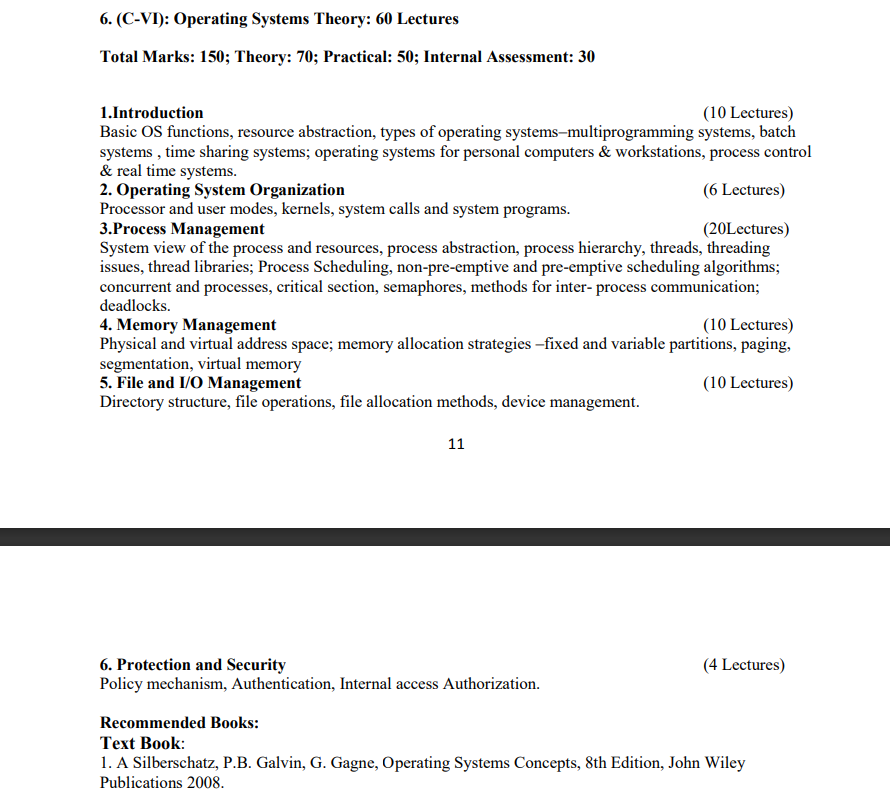 6. (C-VI): Operating Systems Theory: 60 Lectures
Total Marks: 150; Theory: 70; Practical: 50; Internal Assessment: 30
1.Introduction (10 Lectures)
Basic OS functions, resource abstraction, types of operating systems–multiprogramming systems, batch
systems , time sharing systems; operating systems for personal computers & workstations, process control
& real time systems.
2. Operating System Organization (6 Lectures)
Processor and user modes, kernels, system calls and system programs.
3.Process Management (20Lectures)
System view of the process and resources, process abstraction, process hierarchy, threads, threading
issues, thread libraries; Process Scheduling, non-pre-emptive and pre-emptive scheduling algorithms;
concurrent and processes, critical section, semaphores, methods for inter- process communication;
deadlocks.
4. Memory Management (10 Lectures)
Physical and virtual address space; memory allocation strategies –fixed and variable partitions, paging,
segmentation, virtual memory
5. File and I/O Management (10 Lectures)
Directory structure, file operations, file allocation methods, device management.
11
6. Protection and Security (4 Lectures)
Policy mechanism, Authentication, Internal access Authorization.
Recommended Books:
Text Book:
1. A Silberschatz, P.B. Galvin, G. Gagne, Operating Systems Concepts, 8th Edition, John Wiley
Publications 2008.